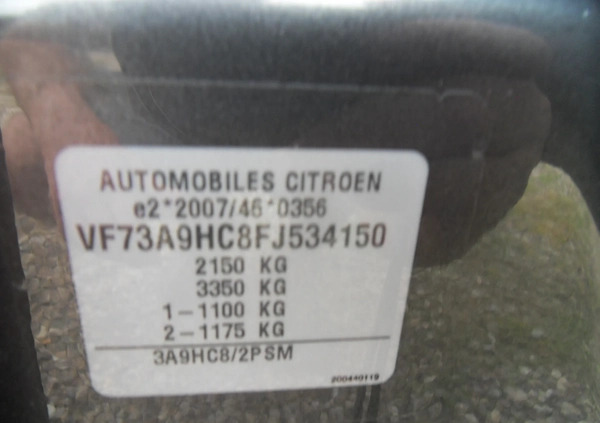 AUTOMOBILES CITROEN
e2*2007/46*0356
VF73A9HC8FJ534150
2150 KG
3350 KG
1-1100 KG
2-1175 KG
3A9HC8/2PSM
200440119